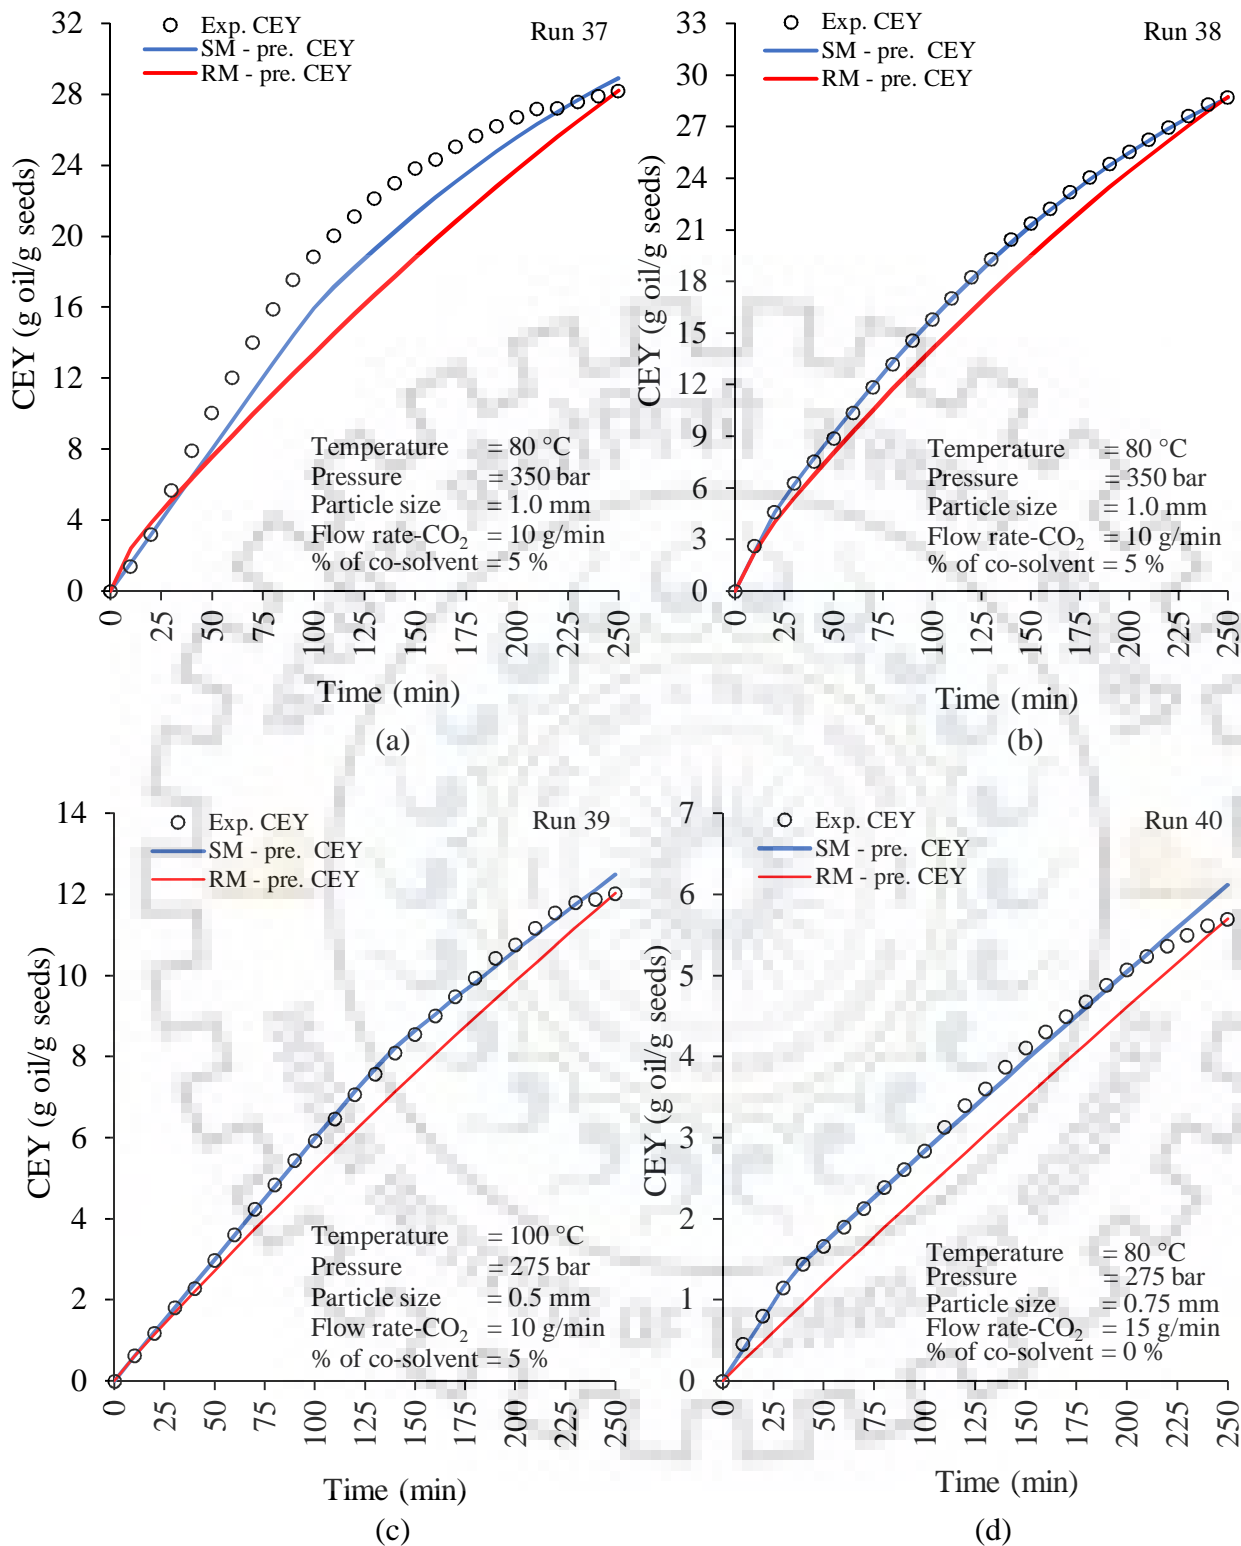 32
28
24
20
16
12
8
4
0
CEY (g oil/g seeds)
Exp. CEY
SM - pre. CEY
RM - pre. CEY
Run 37
Temperature = 80 °C
Pressure = 350 bar
Particle size = 1.0 mm
Flow rate-CO₂ = 10 g/min
% of co-solvent = 5 %
0 25 50 75 100 125 150 175 200 225 250
Time (min)
(a)
33
30
27
24
21
18
15
12
9
6
3
0
CEY (g oil/g seeds)
Exp. CEY
SM - pre. CEY
RM - pre. CEY
Run 38
Temperature = 80 °C
Pressure = 350 bar
Particle size = 1.0 mm
Flow rate-CO₂ = 10 g/min
% of co-solvent = 5 %
0 25 50 75 100 125 150 175 200 225 250
Time (min)
(b)
14
12
10
8
6
4
2
0
CEY (g oil/g seeds)
Exp. CEY
SM - pre. CEY
RM - pre. CEY
Run 39
Temperature = 100 °C
Pressure = 275 bar
Particle size = 0.5 mm
Flow rate-CO₂ = 10 g/min
% of co-solvent = 5 %
0 25 50 75 100 125 150 175 200 225 250
Time (min)
(c)
7
6
5
4
3
2
1
0
CEY (g oil/g seeds)
Exp. CEY
SM - pre. CEY
RM - pre. CEY
Run 40
Temperature = 80 °C
Pressure = 275 bar
Particle size = 0.75 mm
Flow rate-CO₂ = 15 g/min
% of co-solvent = 0 %
0 25 50 75 100 125 150 175 200 225 250
Time (min)
(d)